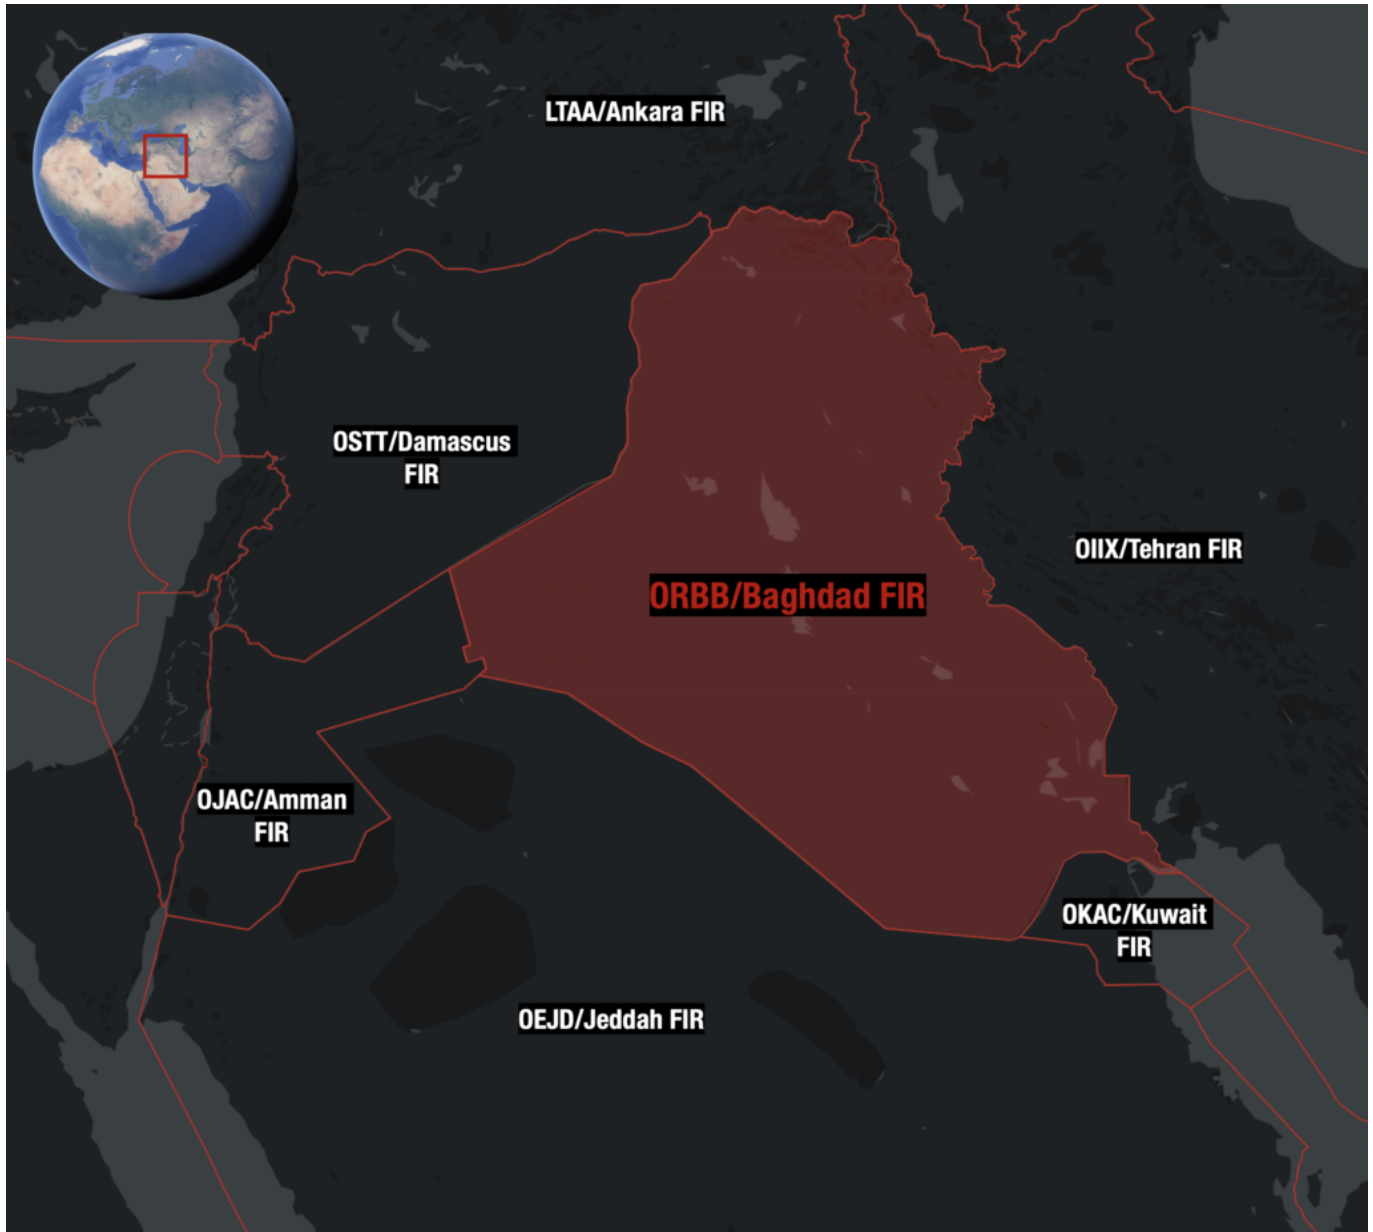 LTAA/Ankara FIR
OSTT/Damascus
FIR
OIIX/Tehran FIR
ORBB/Baghdad FIR
OJAC/Amman
FIR
OKAC/Kuwait
FIR
OEJD/Jeddah FIR